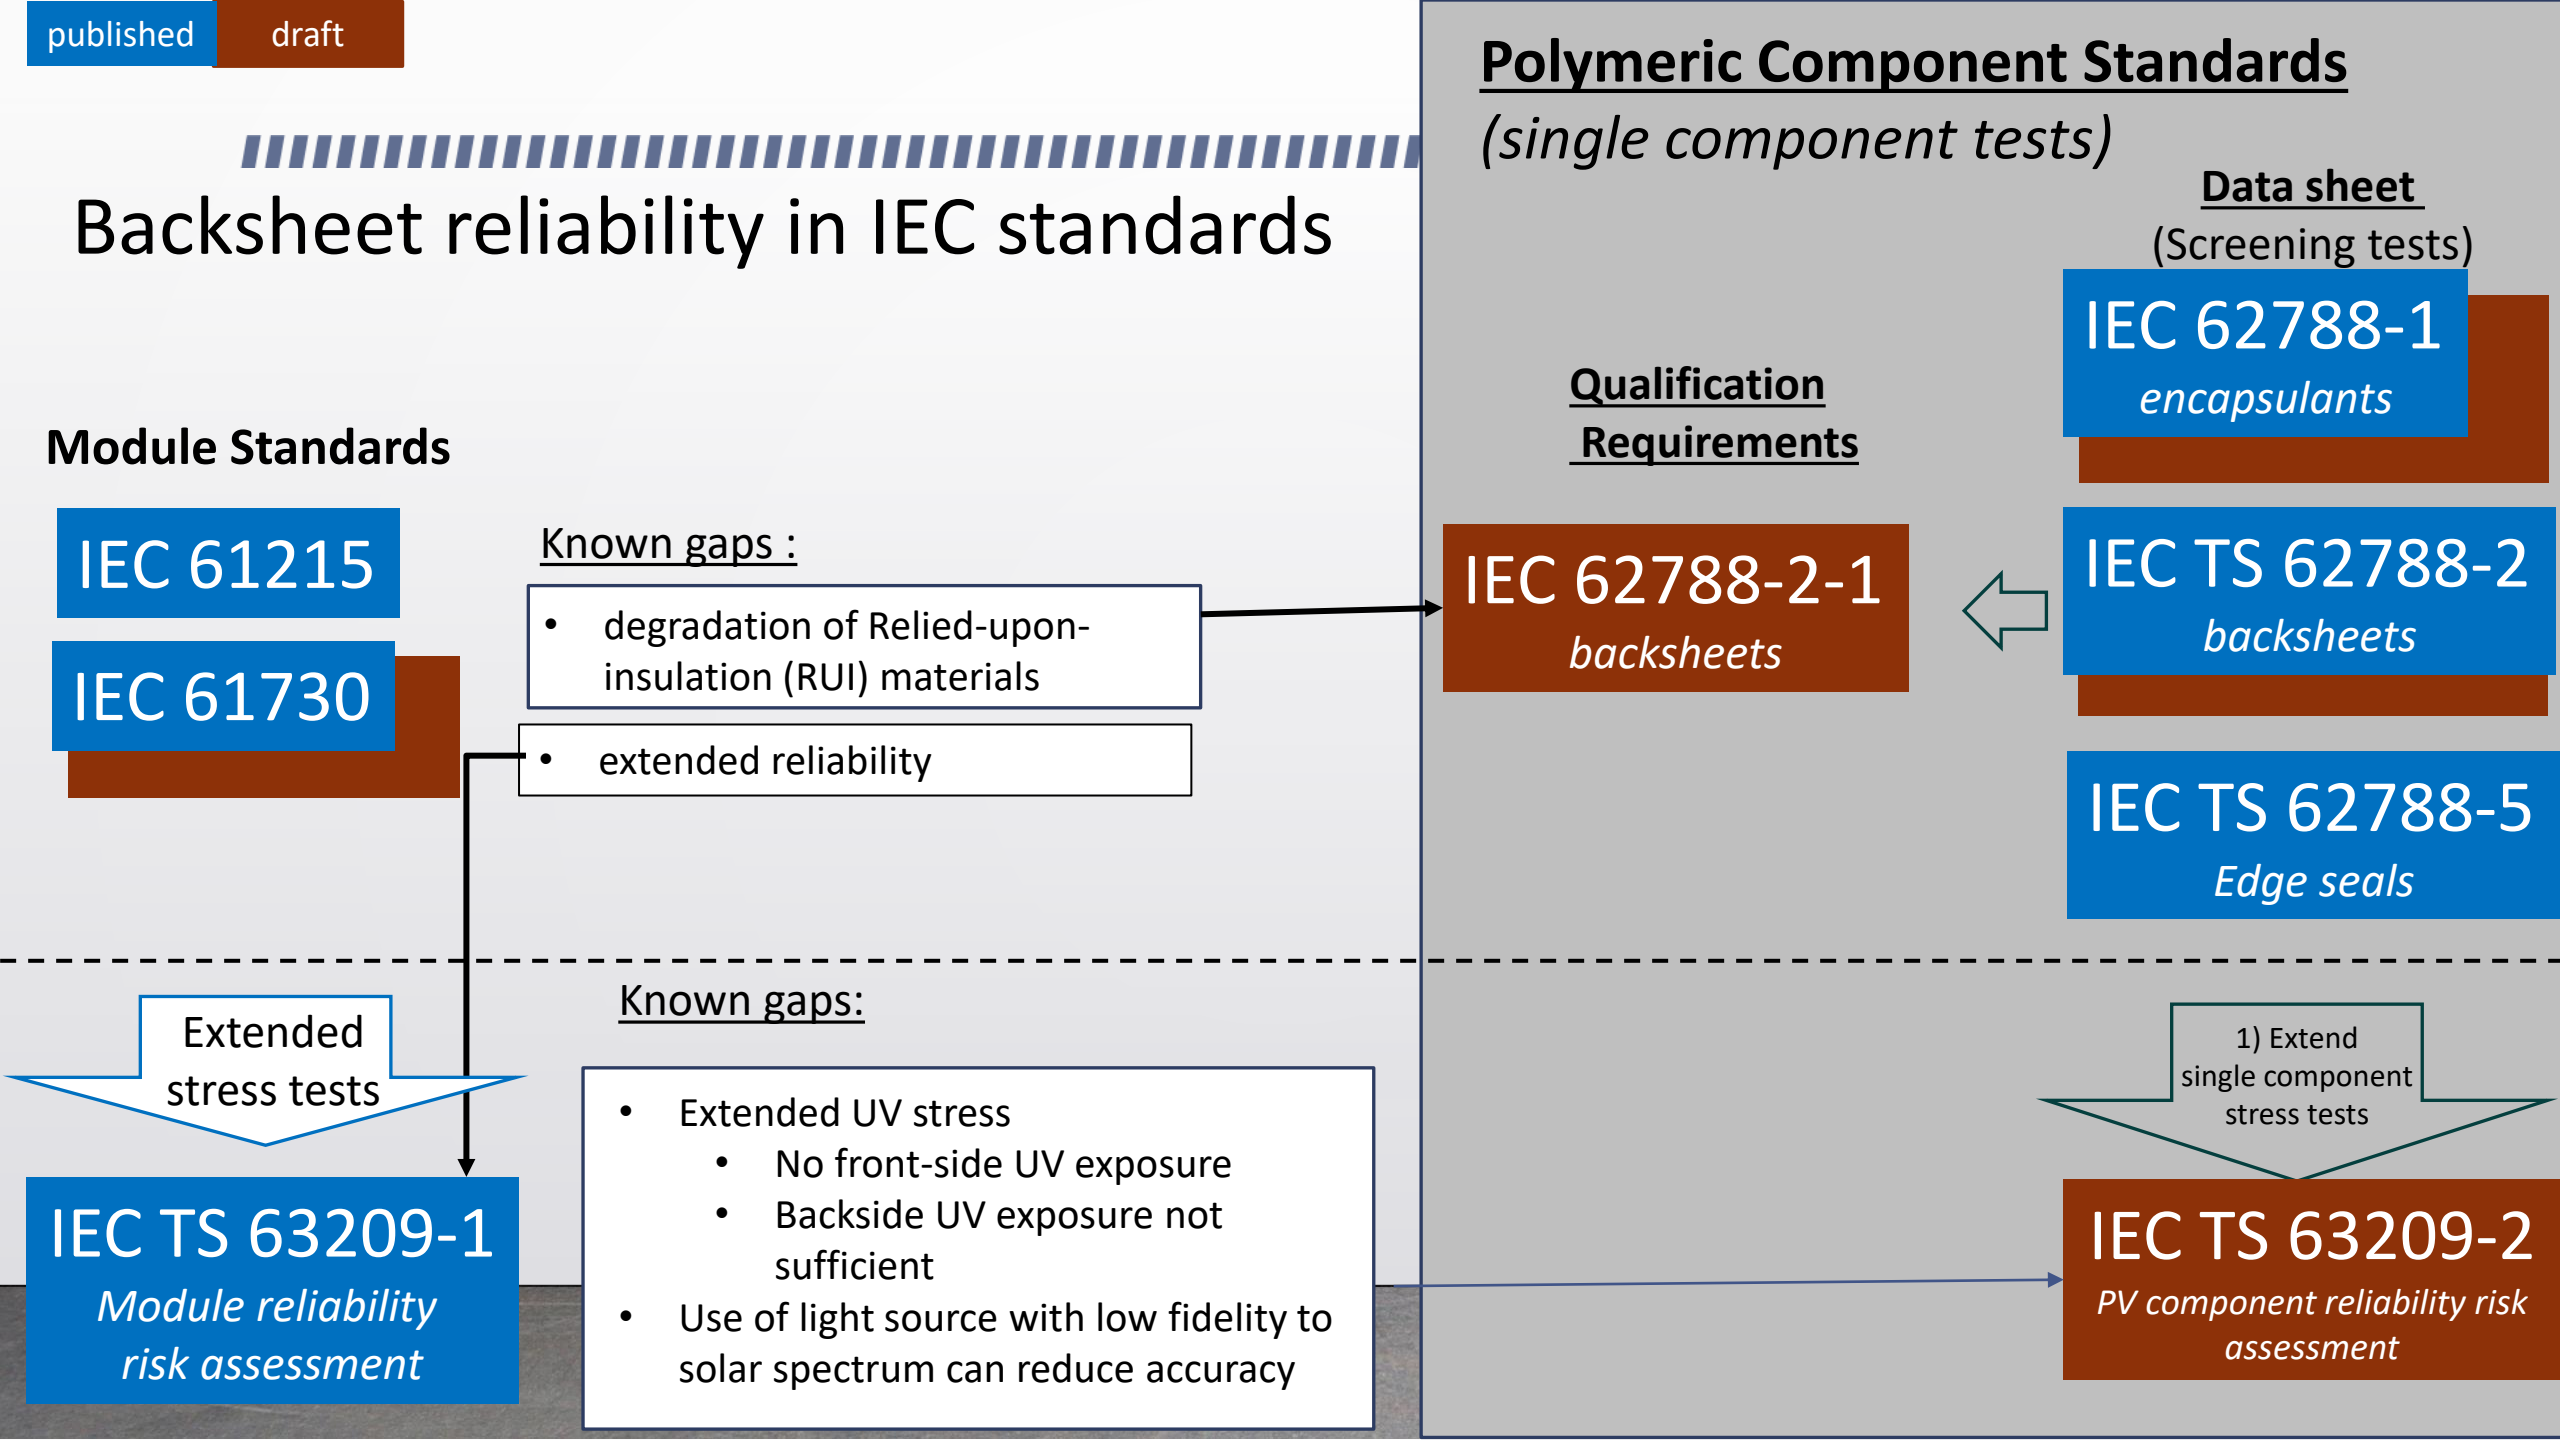 published
draft
Backsheet reliability in IEC standards
Module Standards
IEC 61215
IEC 61730
Known gaps :
• degradation of Relied-upon-
insulation (RUI) materials
• extended reliability
Extended
stress tests
IEC TS 63209-1
Module reliability
risk assessment
Known gaps:
• Extended UV stress
• No front-side UV exposure
• Backside UV exposure not
sufficient
• Use of light source with low fidelity to
solar spectrum can reduce accuracy
Polymeric Component Standards
(single component tests)
Qualification
Requirements
IEC 62788-2-1
backsheets
Data sheet
(Screening tests)
IEC 62788-1
encapsulants
IEC TS 62788-2
backsheets
IEC TS 62788-5
Edge seals
1) Extend
single component
stress tests
IEC TS 63209-2
PV component reliability risk
assessment